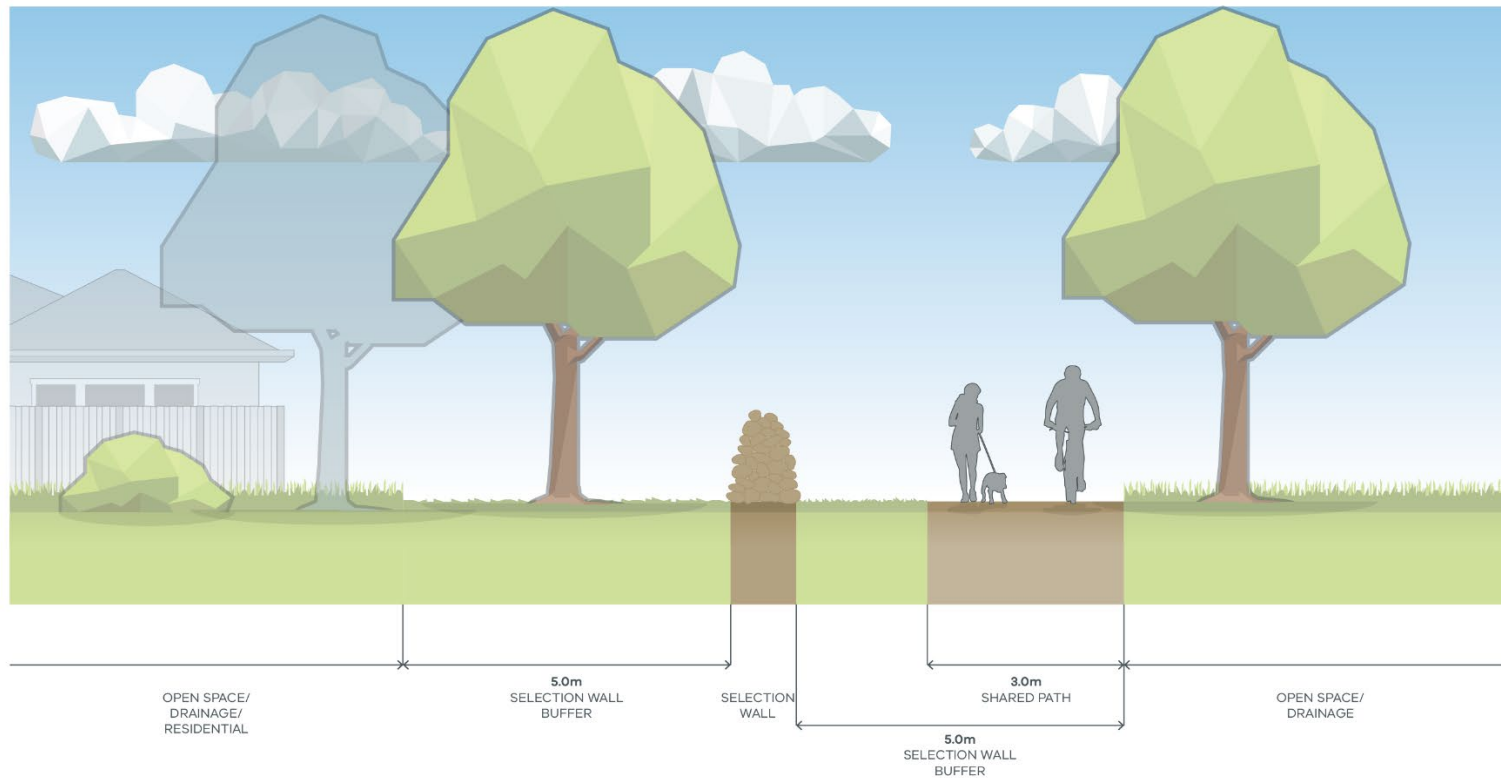 OPEN SPACE/
DRAINAGE/
RESIDENTIAL
5.0m
SELECTION WALL
BUFFER
SELECTION
WALL
3.0m
SHARED PATH
5.0m
SELECTION WALL
BUFFER
OPEN SPACE/
DRAINAGE